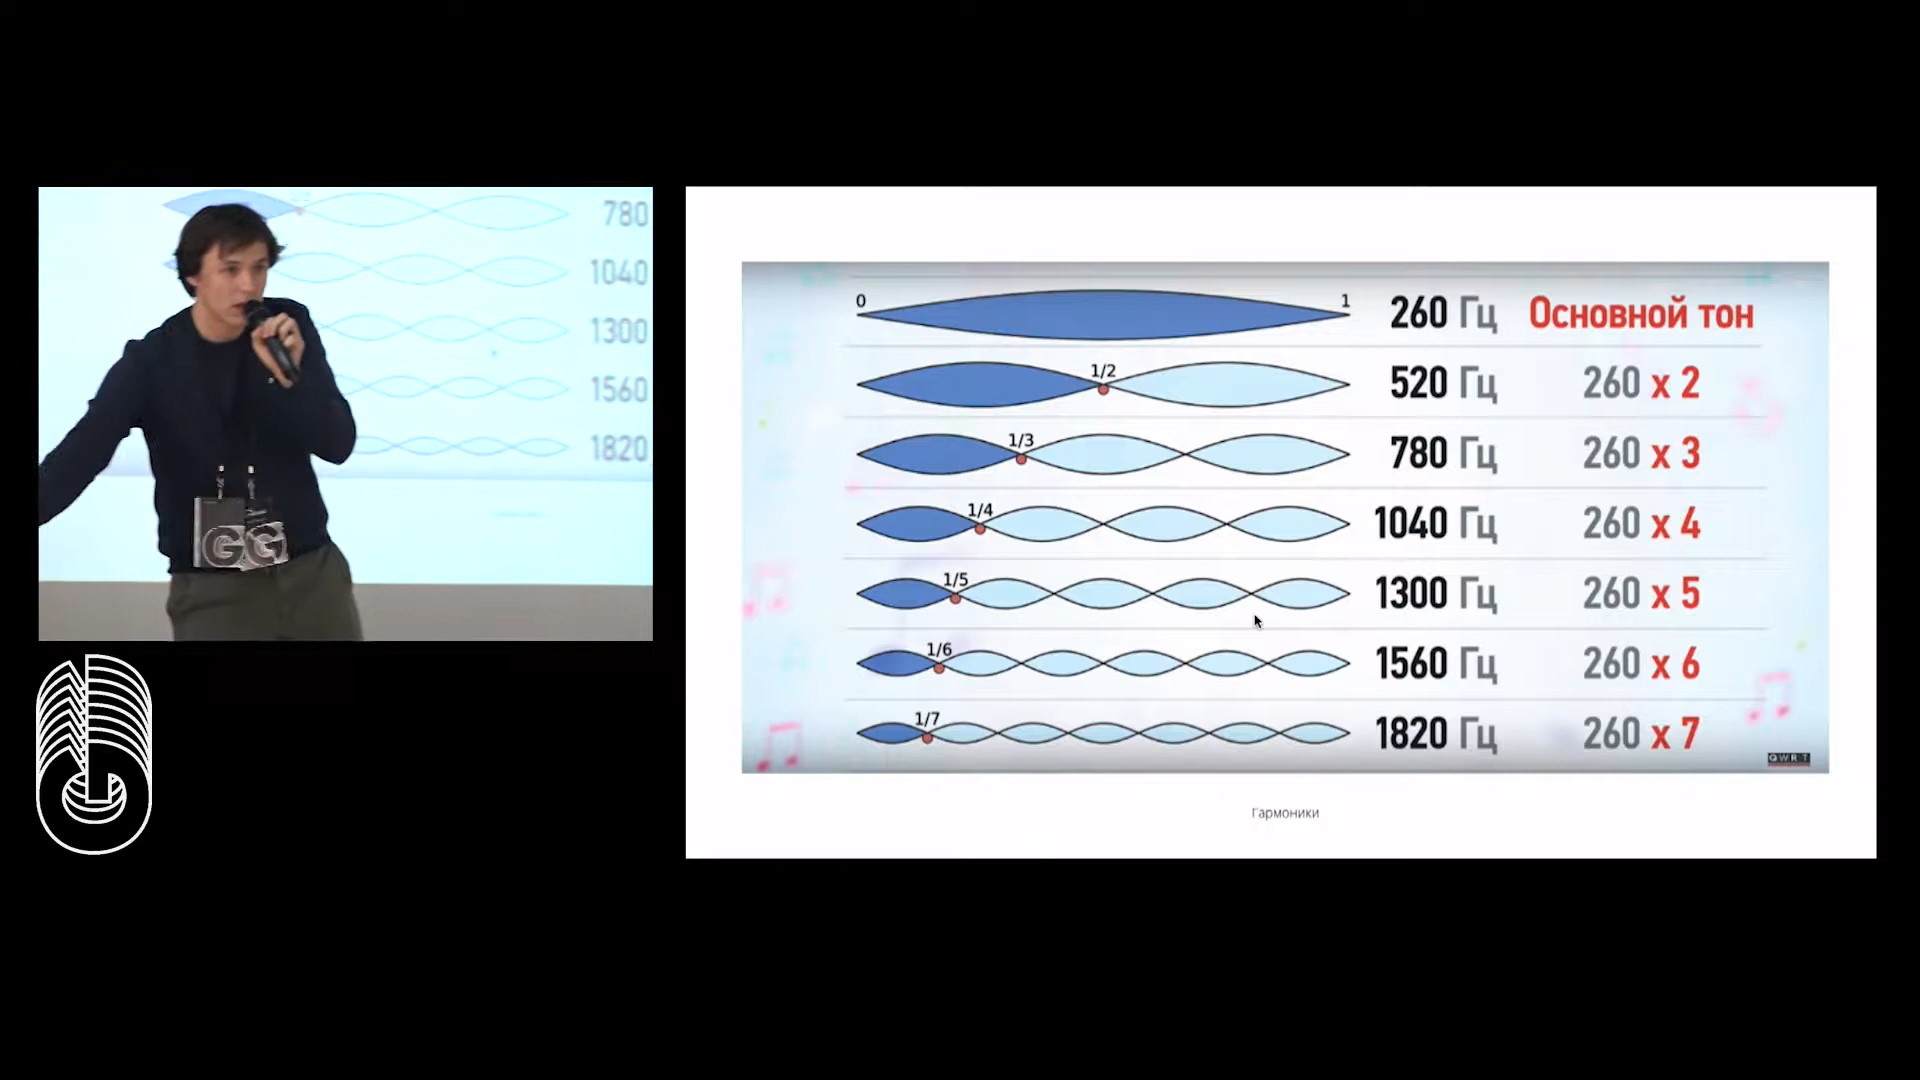 780
1040
1300
1560
1820
GG
0 1 260 Гц Основной тон
1/2 520 Гц 260 x 2
1/3 780 Гц 260 x 3
1/4 1040 Гц 260 x 4
1/5 1300 Гц 260 x 5
1/6 1560 Гц 260 x 6
1/7 1820 Гц 260 x 7
QWRT
Гармоники